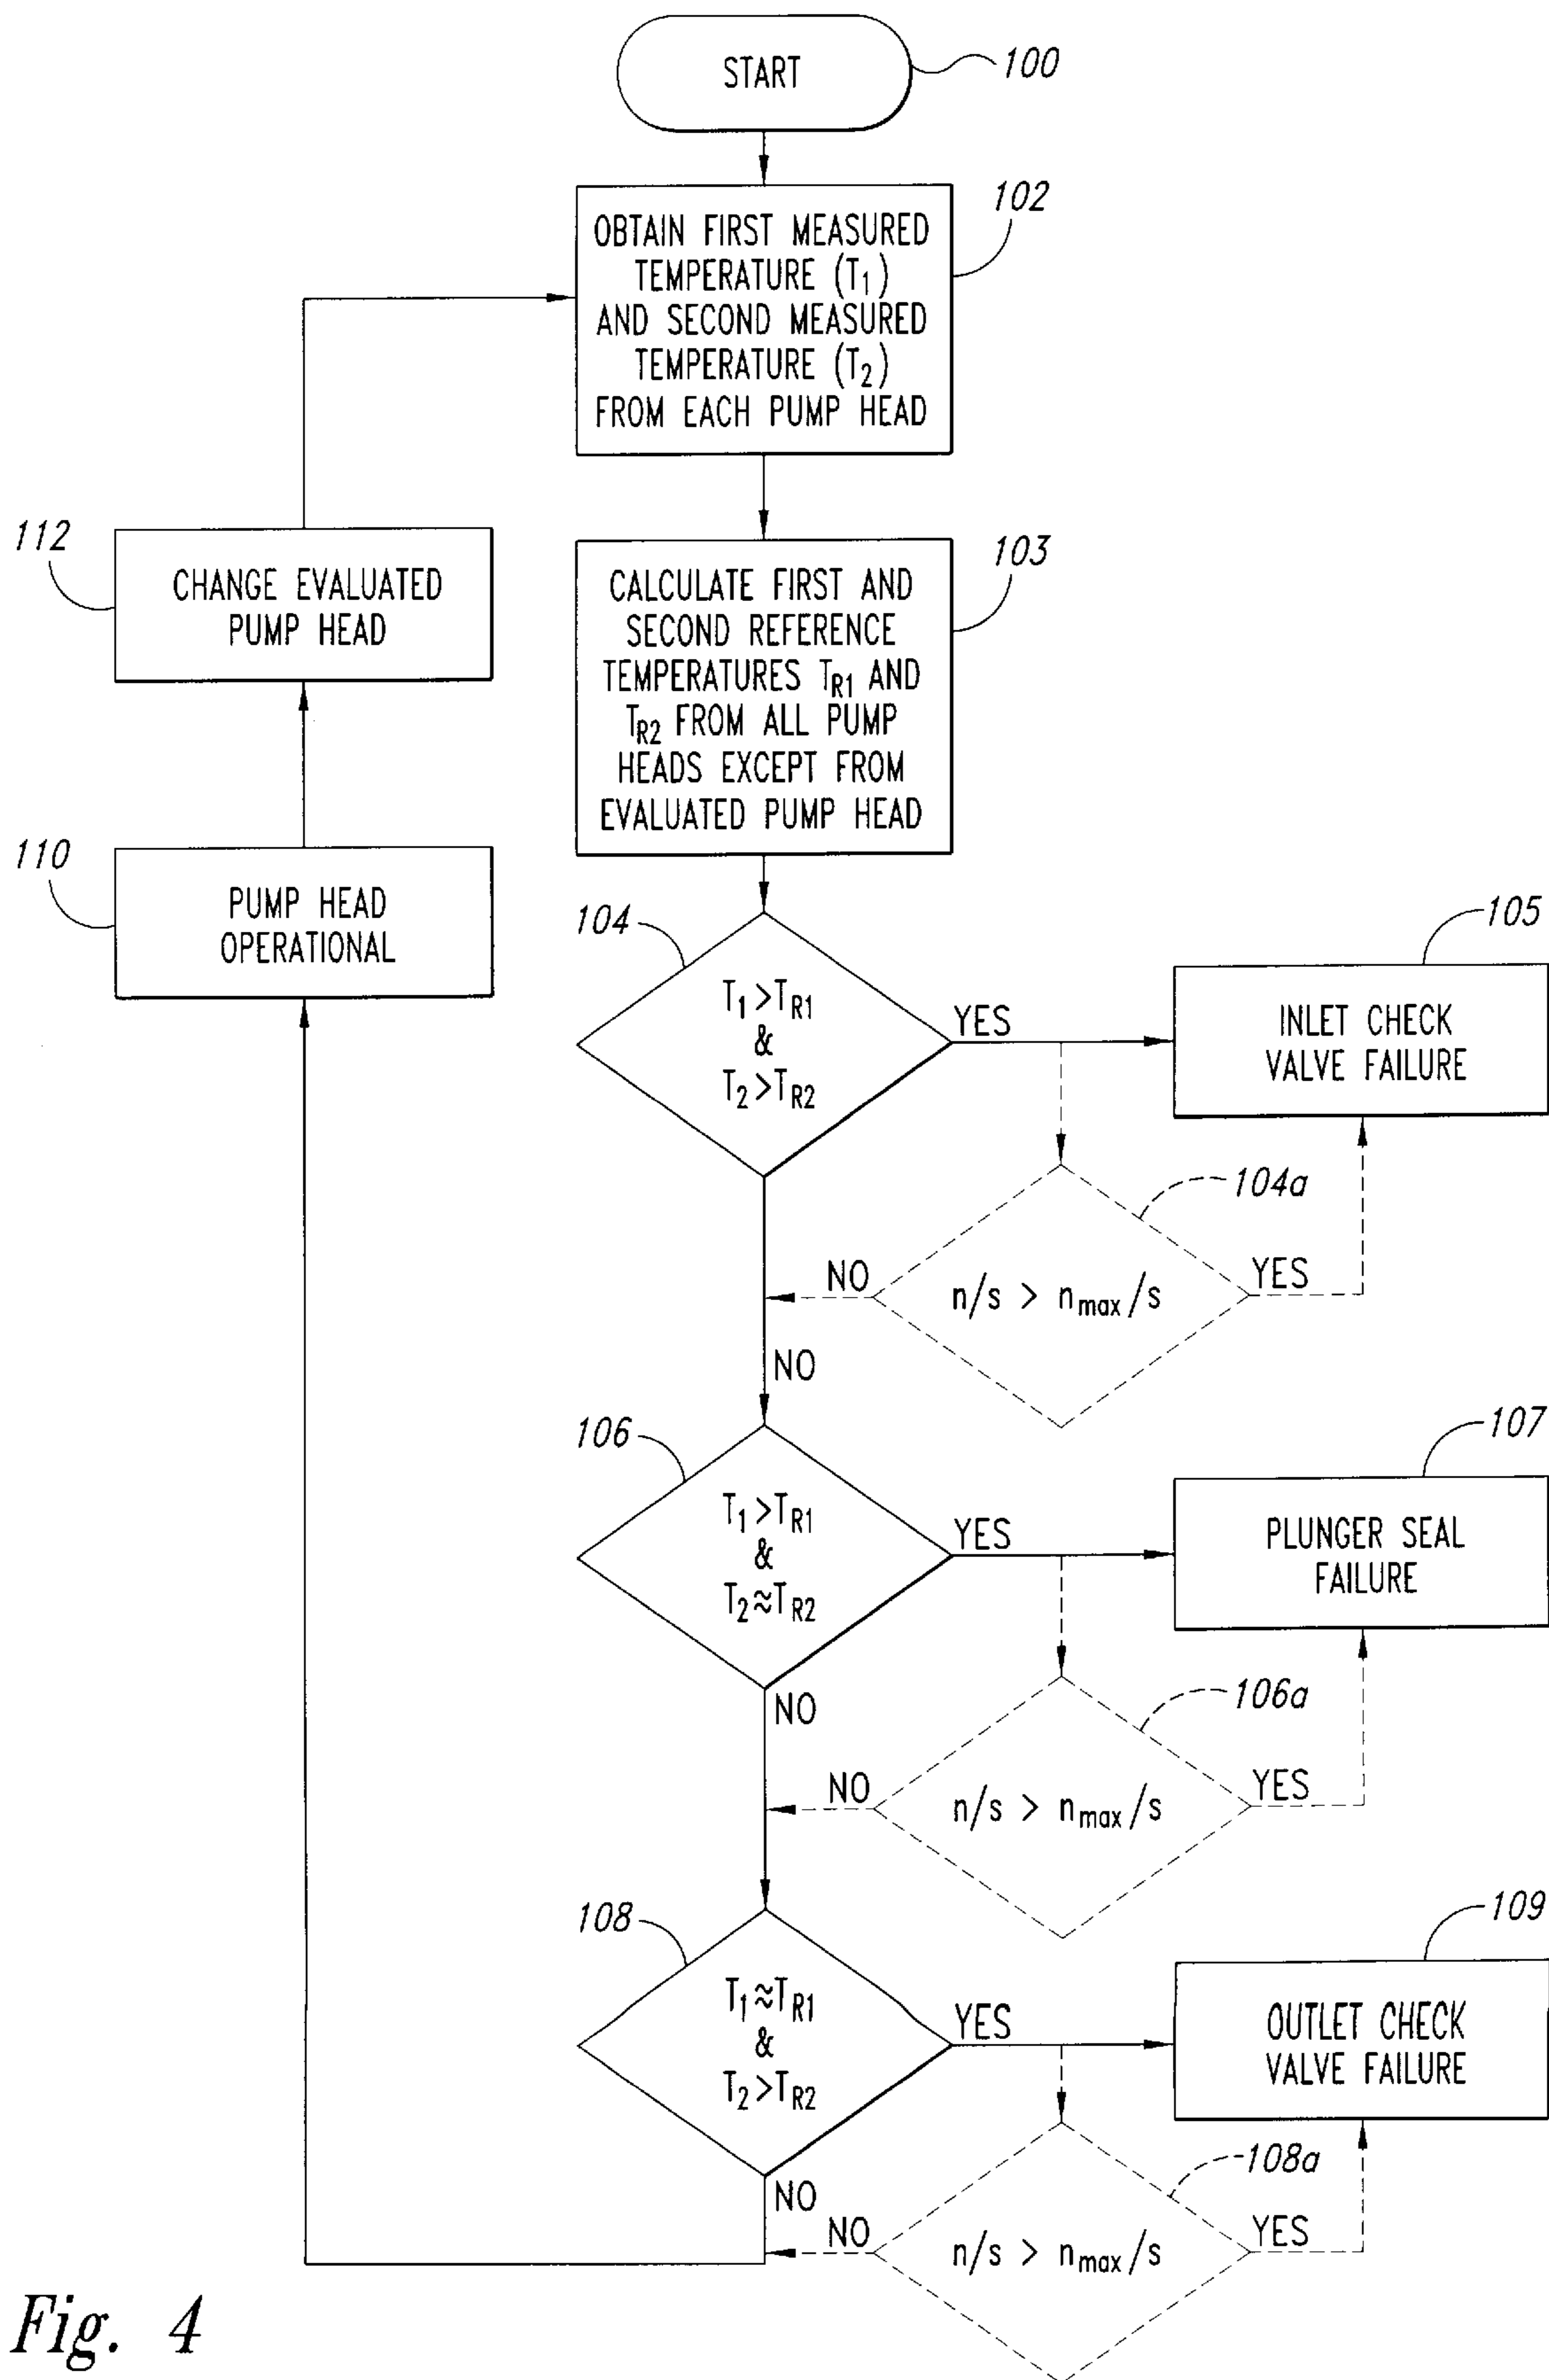 START
100
102
OBTAIN FIRST MEASURED
TEMPERATURE (T1)
AND SECOND MEASURED
TEMPERATURE (T2)
FROM EACH PUMP HEAD
112
CHANGE EVALUATED
PUMP HEAD
103
CALCULATE FIRST AND
SECOND REFERENCE
TEMPERATURES TR1 AND
TR2 FROM ALL PUMP
HEADS EXCEPT FROM
EVALUATED PUMP HEAD
110
PUMP HEAD
OPERATIONAL
104
T1>TR1
&
T2>TR2
YES
105
INLET CHECK
VALVE FAILURE
104a
NO
n/s > nmax/s
YES
NO
106
T1>TR1
&
T2≈TR2
YES
107
PLUNGER SEAL
FAILURE
NO
106a
NO
n/s > nmax/s
YES
108
T1≈TR1
&
T2>TR2
YES
109
OUTLET CHECK
VALVE FAILURE
NO
108a
NO
n/s > nmax/s
YES
Fig. 4